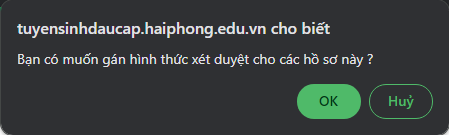 tuyensinhdaucap.haiphong.edu.vn cho biết
Bạn có muốn gán hình thức xét duyệt cho các hồ sơ này ?
OK
Huỷ